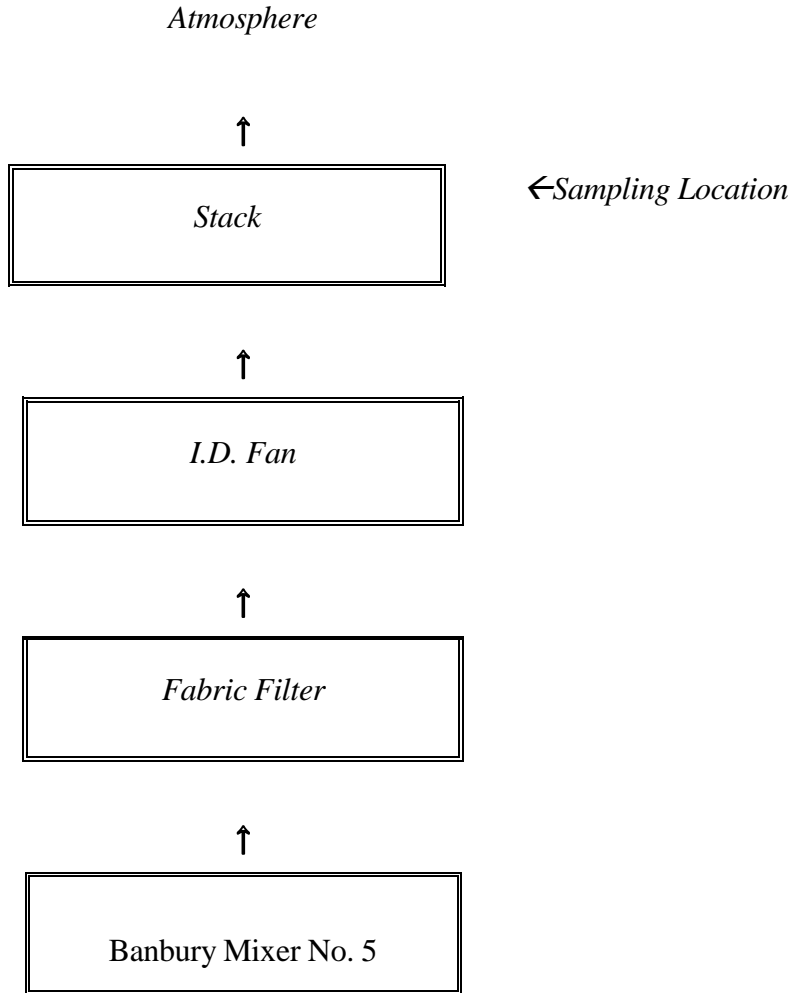 Atmosphere
↑
←Sampling Location
Stack
↑
I.D. Fan
↑
Fabric Filter
↑
Banbury Mixer No. 5